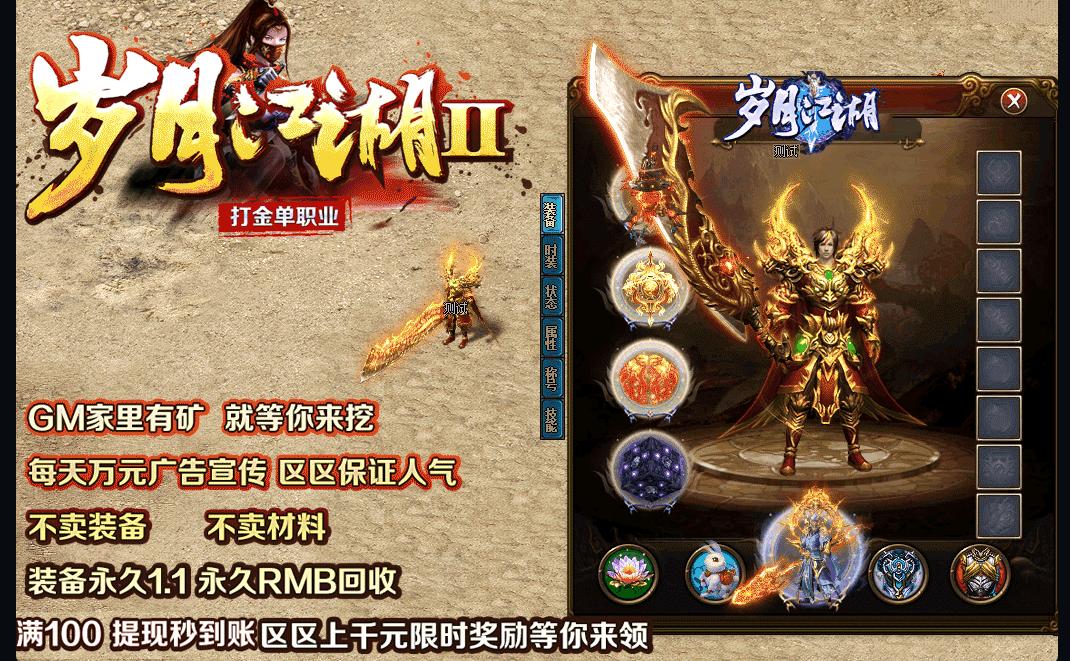 岁月江湖II
打金单职业
测试
GM家里有矿 就等你来挖
每天万元广告宣传 区区保证人气
不卖装备 不卖材料
装备永久1.1 永久RMB回收
满100 提现秒到账 区区上千元限时奖励等你来领
岁月江湖
测试
X
装备
时装
状态
属性
称号
技能